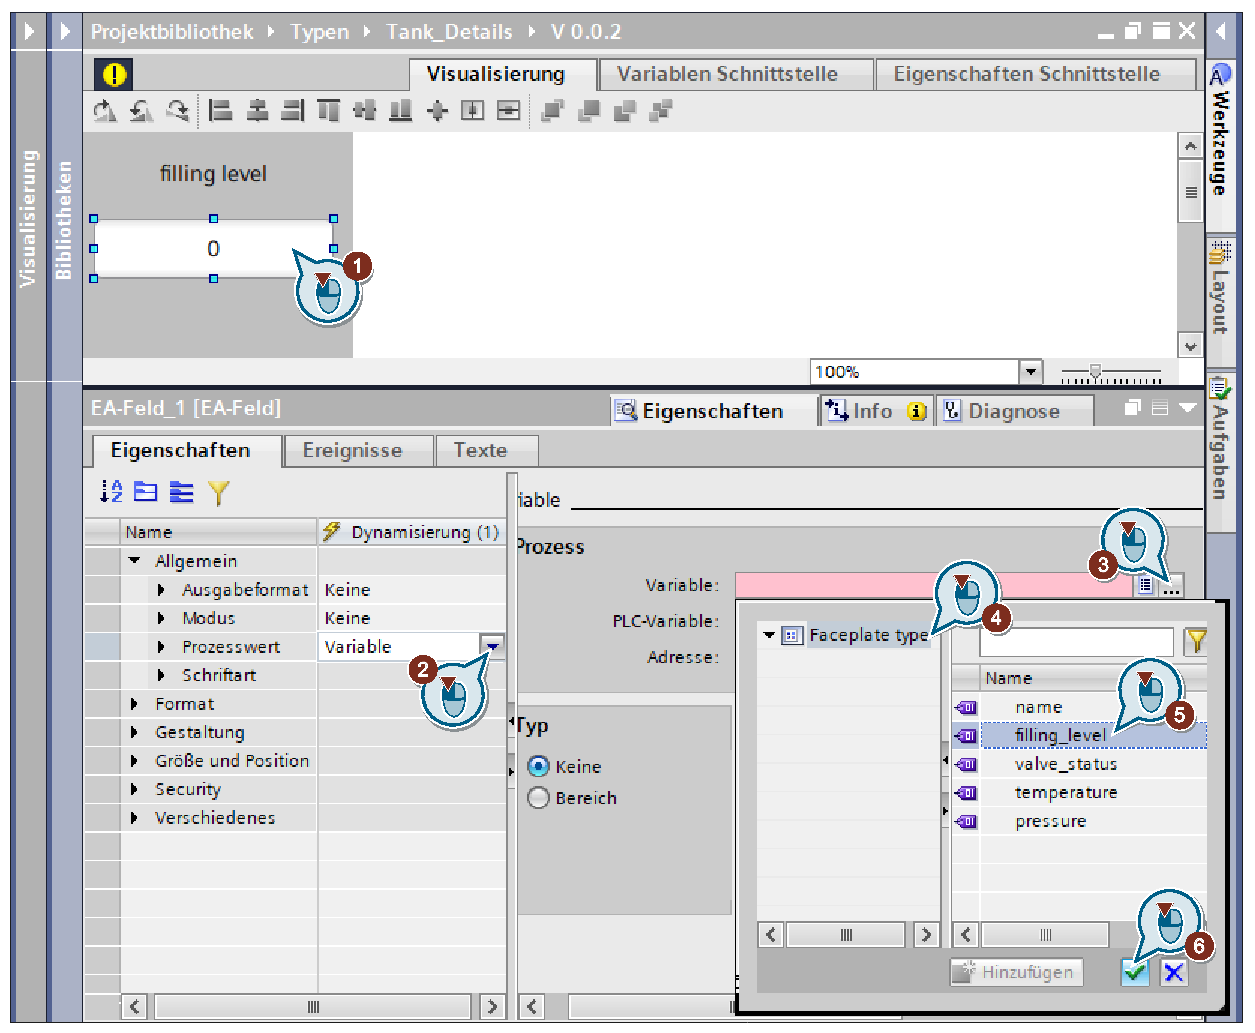 Projektbibliothek ▸ Typen ▸ Tank_Details ▸ V 0.0.2
Visualisierung
Variablen Schnittstelle
Eigenschaften Schnittstelle
Visualisierung
Bibliotheken
Werkzeuge
Layout
Aufgaben
filling level
0
1
100%
EA-Feld_1 [EA-Feld]
Eigenschaften
Info
Diagnose
Eigenschaften
Ereignisse
Texte
Name
Dynamisierung (1)
Allgemein
Ausgabeformat Keine
Modus Keine
Prozesswert Variable
2
Schriftart
Format
Gestaltung
Größe und Position
Security
Verschiedenes
iable
Prozess
Variable:
...
3
PLC-Variable:
Adresse:
Typ
Keine
Bereich
Faceplate type
4
Name
name
5
filling_level
valve_status
temperature
pressure
6
Hinzufügen